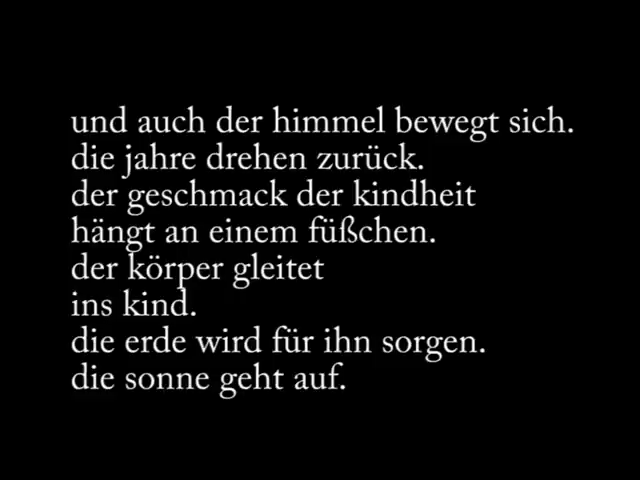 und auch der himmel bewegt sich.
die jahre drehen zurück.
der geschmack der kindheit
hängt an einem füßchen.
der körper gleitet
ins kind.
die erde wird für ihn sorgen.
die sonne geht auf.